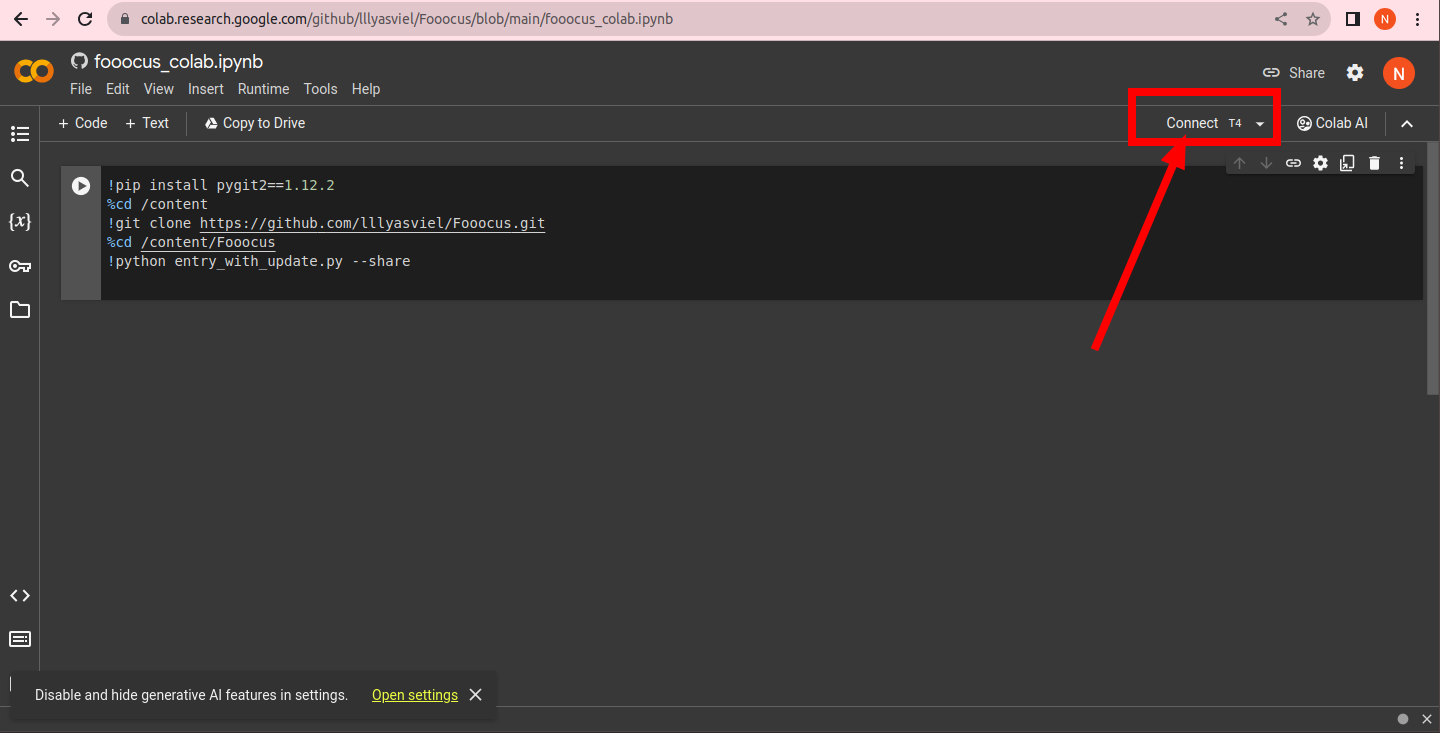 colab.research.google.com/github/lllyasviel/Fooocus/blob/main/fooocus_colab.ipynb
N
fooocus_colab.ipynb
File Edit View Insert Runtime Tools Help
Share
N
+ Code + Text Copy to Drive
Connect T4
Colab AI
!pip install pygit2==1.12.2
%cd /content
!git clone https://github.com/lllyasviel/Fooocus.git
%cd /content/Fooocus
!python entry_with_update.py --share
{x}
Disable and hide generative AI features in settings. Open settings